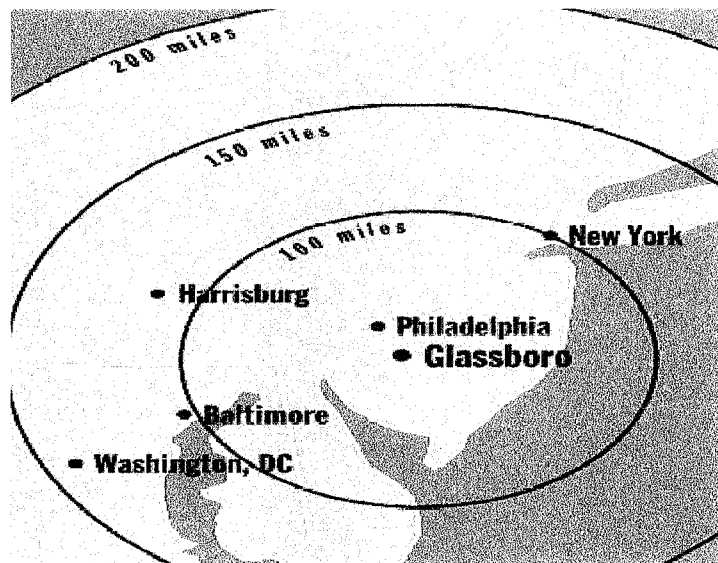 200 miles
150 miles
100 miles
New York
Harrisburg
Philadelphia
Glassboro
Baltimore
Washington, DC